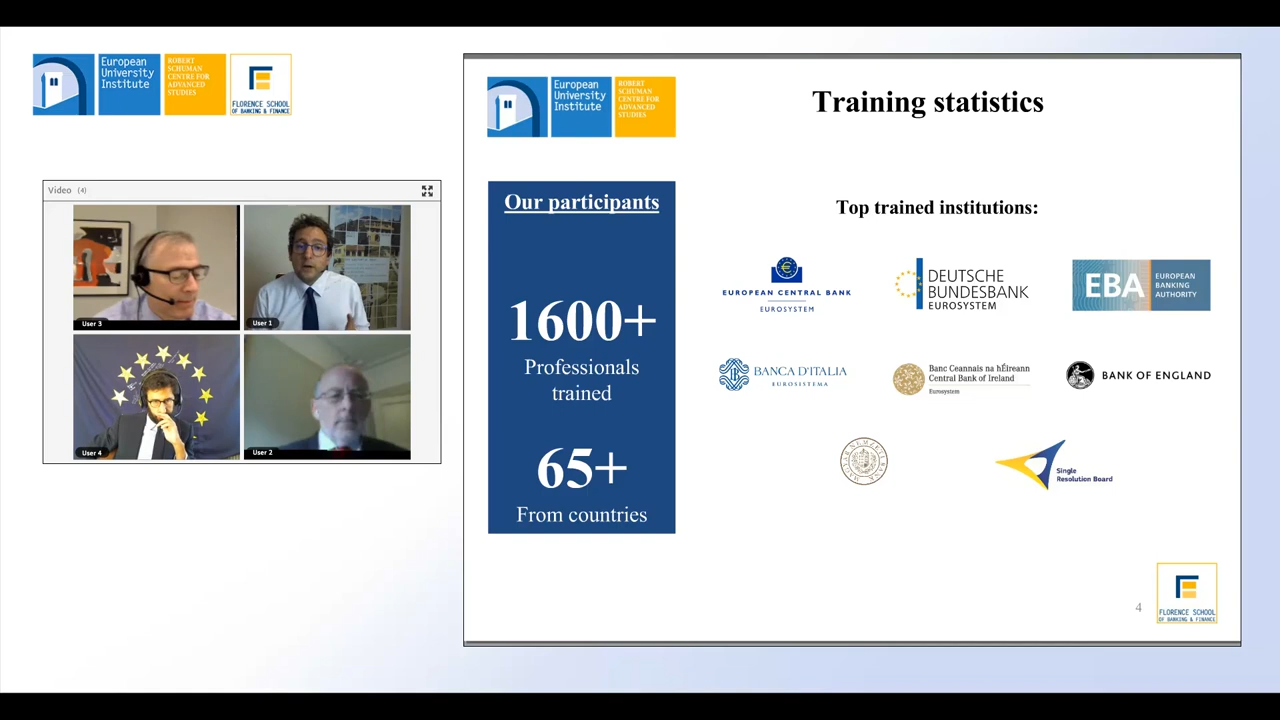 European
University
Institute
ROBERT
SCHUMAN
CENTRE FOR
ADVANCED
STUDIES
FLORENCE SCHOOL
OF BANKING & FINANCE
Video (4)
User 3
User 1
User 4
User 2
European
University
Institute
ROBERT
SCHUMAN
CENTRE FOR
ADVANCED
STUDIES
Training statistics
Our participants
1600+
Professionals
trained
65+
From countries
Top trained institutions:
EUROPEAN CENTRAL BANK
EUROSYSTEM
DEUTSCHE
BUNDESBANK
EUROSYSTEM
EBA
EUROPEAN
BANKING
AUTHORITY
BANCA D'ITALIA
EUROSISTEMA
Banc Ceannais na hÉireann
Central Bank of Ireland
Eurosystem
BANK OF ENGLAND
MAGYAR NEMZETI BANK
Single
Resolution Board
4
FLORENCE SCHOOL
OF BANKING & FINANCE